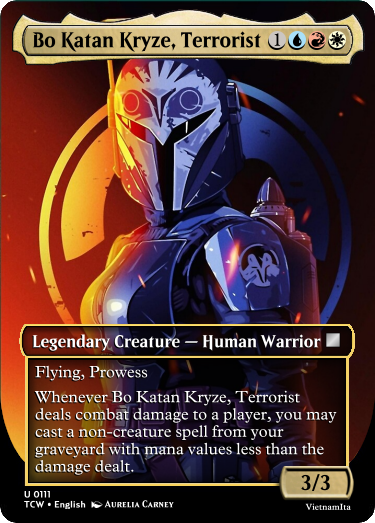 Bo Katan Kryze, Terrorist 1
Legendary Creature — Human Warrior
Flying, Prowess
Whenever Bo Katan Kryze, Terrorist
deals combat damage to a player, you may
cast a non-creature spell from your
graveyard with mana values less than the
damage dealt.
3/3
U 0111
TCW • English Aurelia Carney
VietnamIta